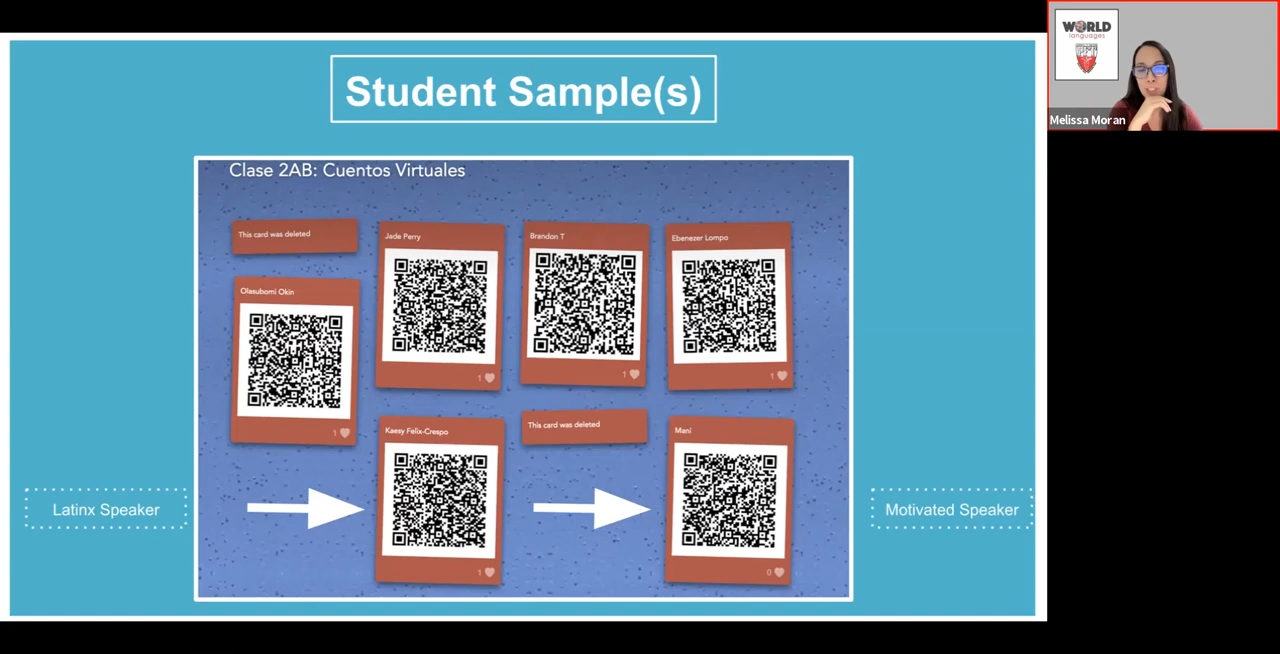 Student Sample(s)
Clase 2AB: Cuentos Virtuales
This card was deleted
Jade Perry
Brandon T
Ebenezer Lompo
Olasubomi Okin
1
1
1
1
Kaesy Felix-Crespo
This card was deleted
Mani
Latinx Speaker
Motivated Speaker
1
0
WORLD
languages
Melissa Moran